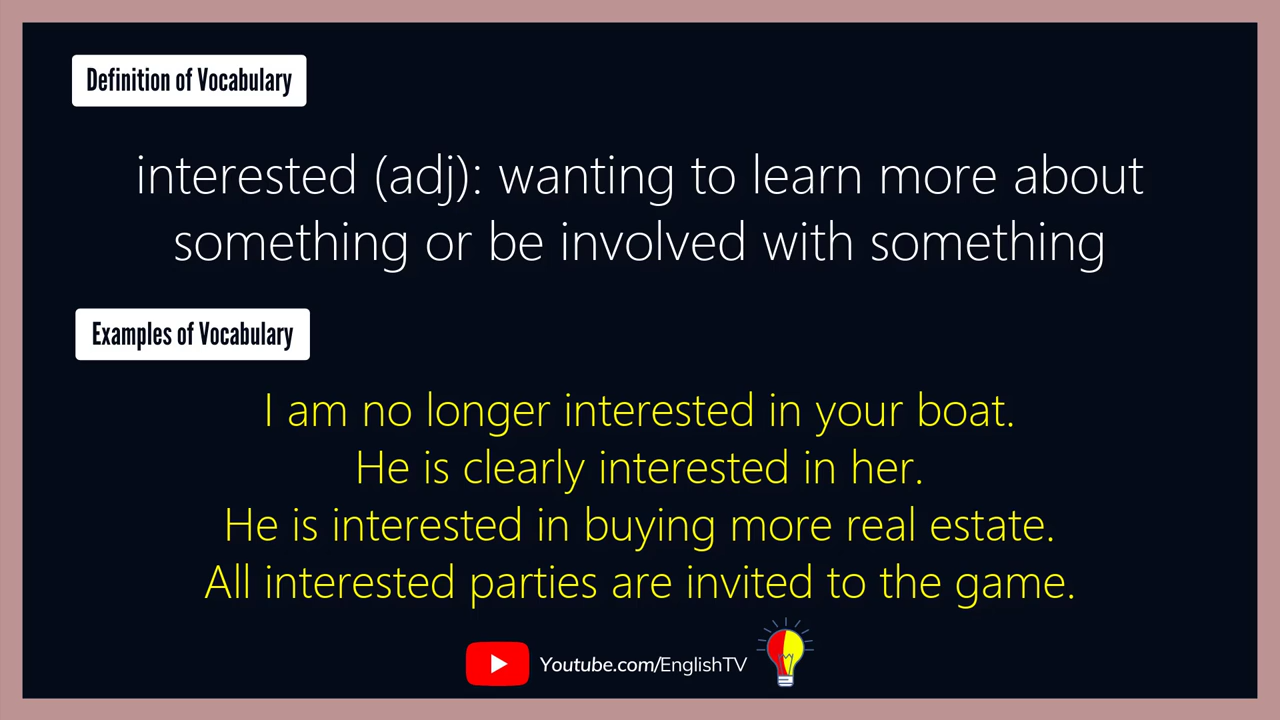 Definition of Vocabulary
interested (adj): wanting to learn more about
something or be involved with something
Examples of Vocabulary
I am no longer interested in your boat.
He is clearly interested in her.
He is interested in buying more real estate.
All interested parties are invited to the game.
Youtube.com/EnglishTV